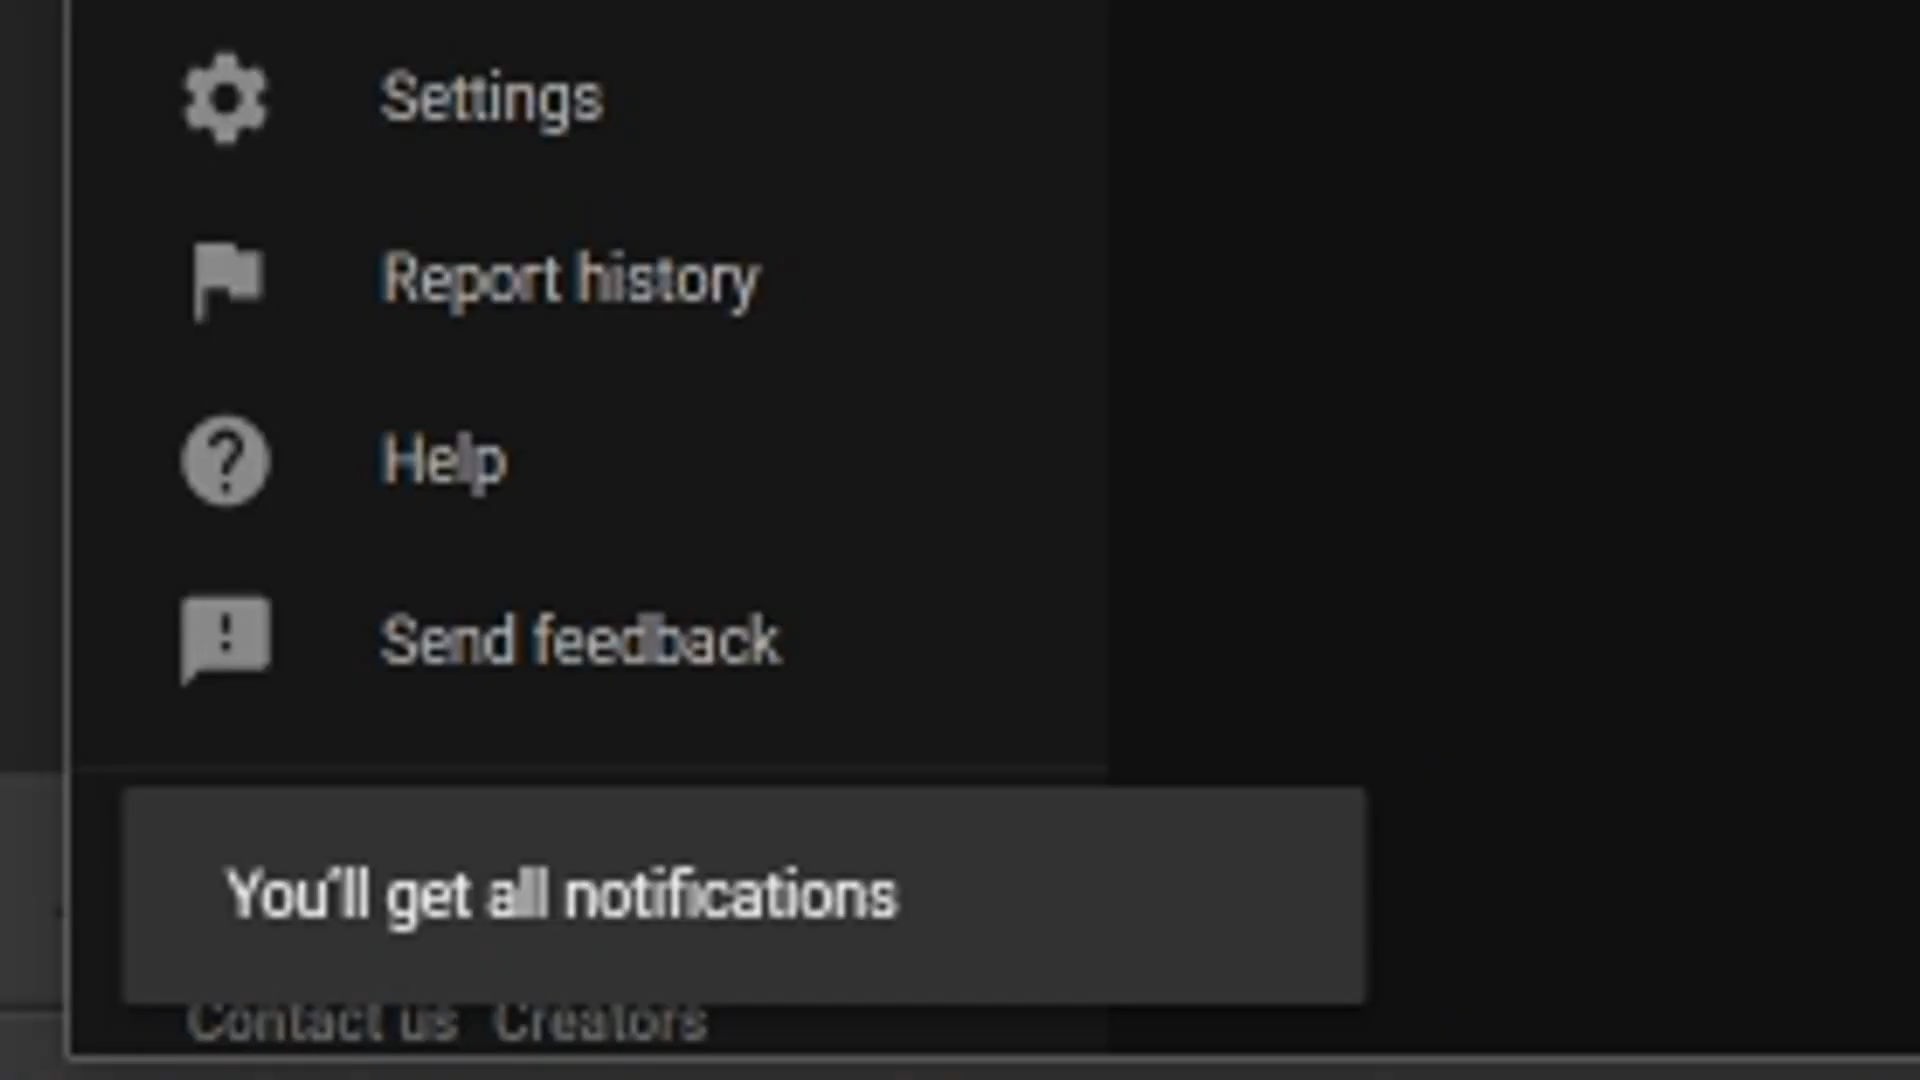 Settings
Report history
Help
Send feedback
You'll get all notifications
Contact us Creators